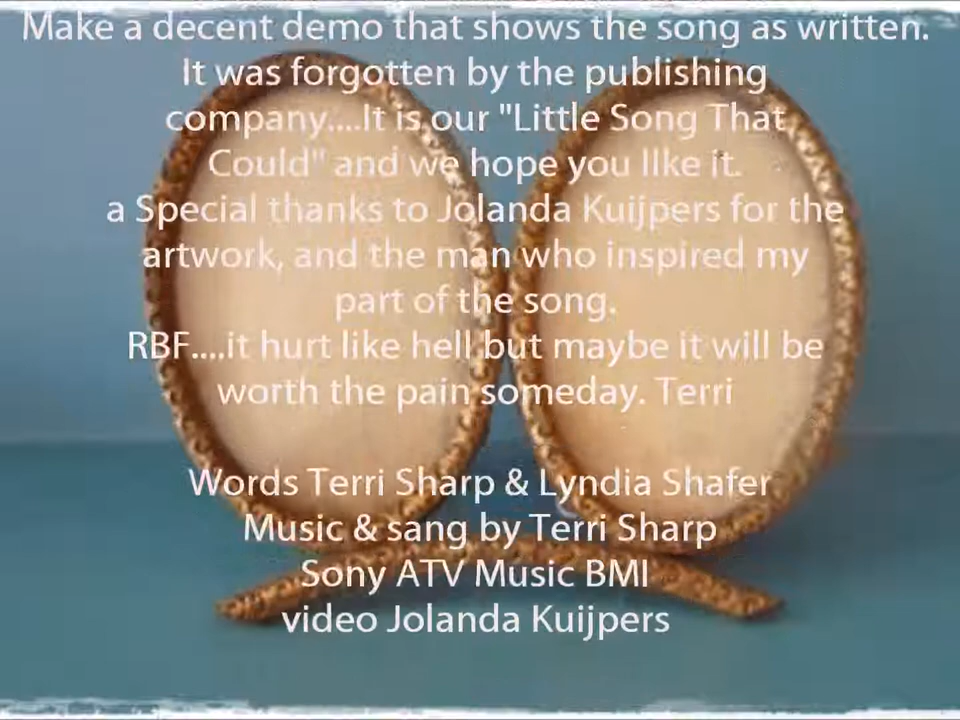 Make a decent demo that shows the song as written.
It was forgotten by the publishing
company....It is our "Little Song That
Could" and we hope you lIke it.
a Special thanks to Jolanda Kuijpers for the
artwork, and the man who inspired my
part of the song.
RBF....it hurt like hell but maybe it will be
worth the pain someday. Terri
Words Terri Sharp & Lyndia Shafer
Music & sang by Terri Sharp
Sony ATV Music BMI
video Jolanda Kuijpers